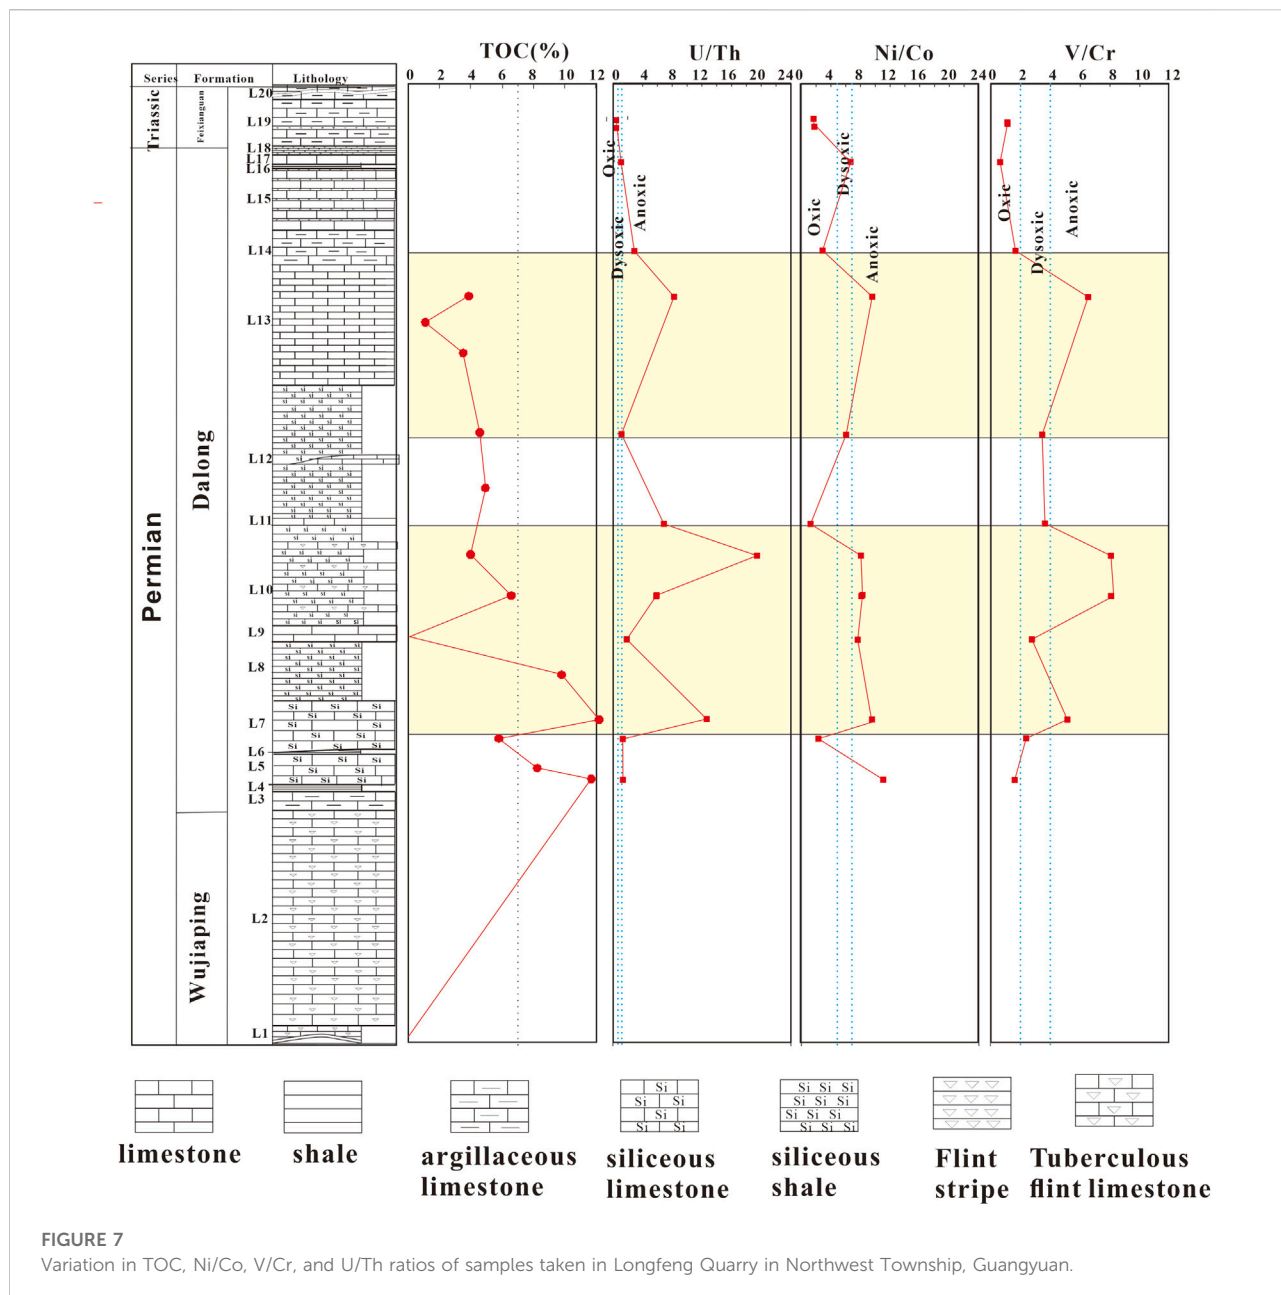 TOC(%) U/Th Ni/Co V/Cr
Series Formation Lithology
0 2 4 6 8 10 12 0 4 8 12 16 20 24 0 4 8 12 16 20 24 0 2 4 6 8 10 12
Triassic
Feixianguan
Permian
Dalong
Wujiaping
L20
L19
L18
L17
L16
L15
L14
L13
L12
L11
L10
L9
L8
L7
L6
L5
L4
L3
L2
L1
Oxic
Dysoxic
Anoxic
Oxic
Dysoxic
Anoxic
Oxic
Dysoxic
Anoxic
limestone
shale
argillaceous
limestone
siliceous
limestone
siliceous
shale
Flint
stripe
Tuberculous
flint limestone
FIGURE 7
Variation in TOC, Ni/Co, V/Cr, and U/Th ratios of samples taken in Longfeng Quarry in Northwest Township, Guangyuan.